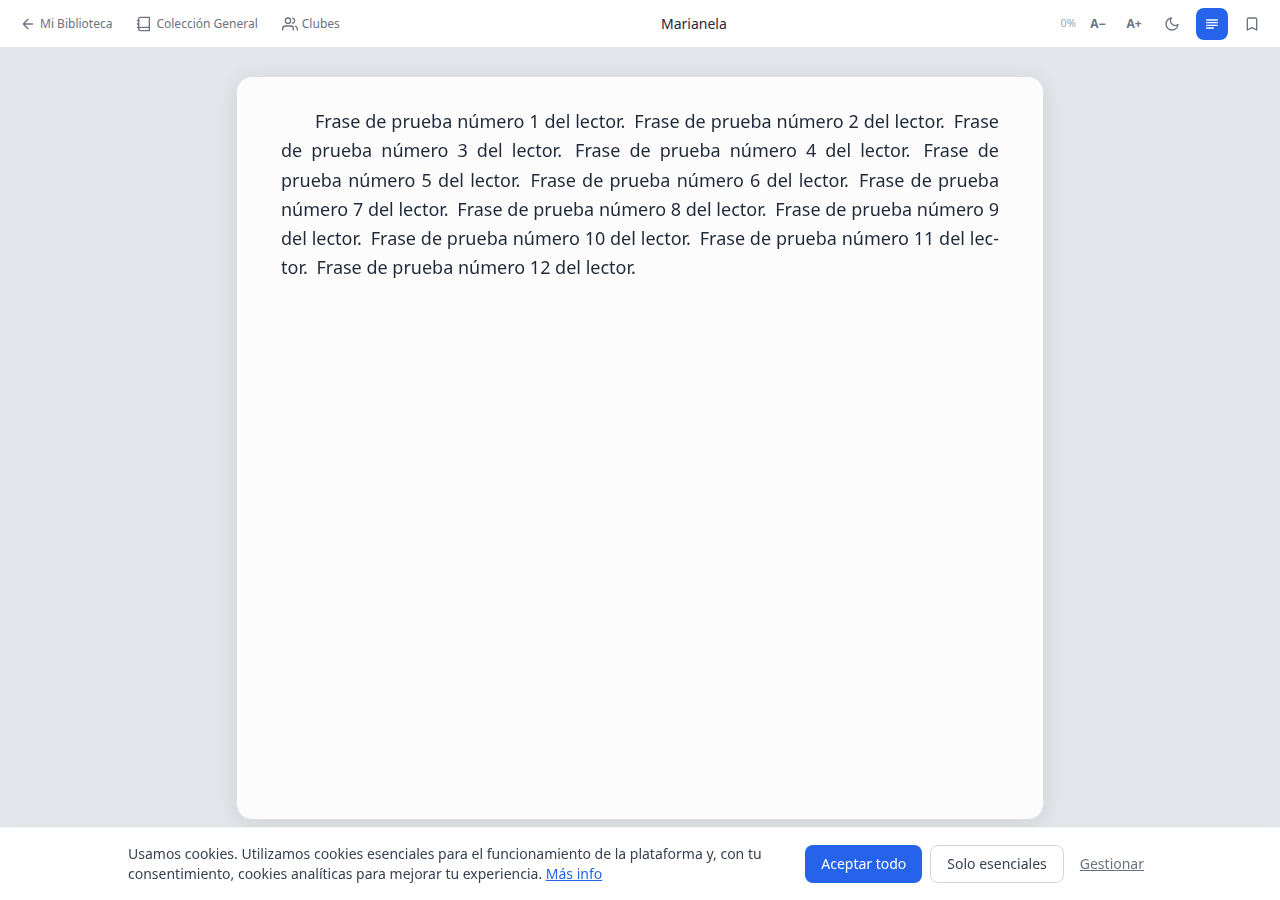 Mi Biblioteca
Colección General
Clubes
Marianela
0%
A−
A+
Frase de prueba número 1 del lector. Frase de prueba número 2 del lector. Frase
de prueba número 3 del lector. Frase de prueba número 4 del lector. Frase de
prueba número 5 del lector. Frase de prueba número 6 del lector. Frase de prueba
número 7 del lector. Frase de prueba número 8 del lector. Frase de prueba número 9
del lector. Frase de prueba número 10 del lector. Frase de prueba número 11 del lec-
tor. Frase de prueba número 12 del lector.
Usamos cookies. Utilizamos cookies esenciales para el funcionamiento de la plataforma y, con tu
consentimiento, cookies analíticas para mejorar tu experiencia. Más info
Aceptar todo
Solo esenciales
Gestionar